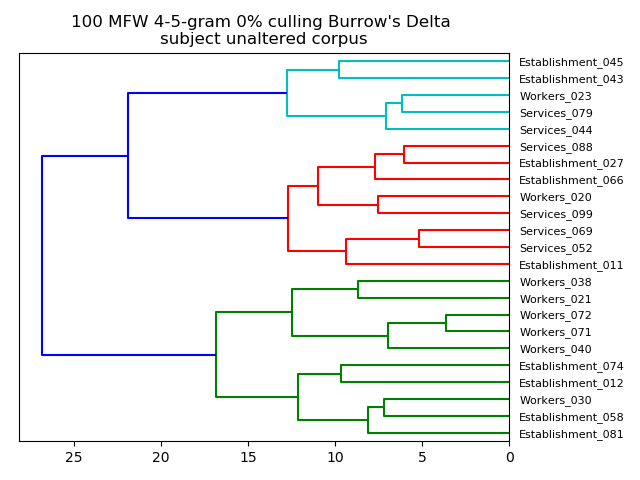 100 MFW 4-5-gram 0% culling Burrow's Delta
subject unaltered corpus
Establishment_045
Establishment_043
Workers_023
Services_079
Services_044
Services_088
Establishment_027
Establishment_066
Workers_020
Services_099
Services_069
Services_052
Establishment_011
Workers_038
Workers_021
Workers_072
Workers_071
Workers_040
Establishment_074
Establishment_012
Workers_030
Establishment_058
Establishment_081
25 20 15 10 5 0